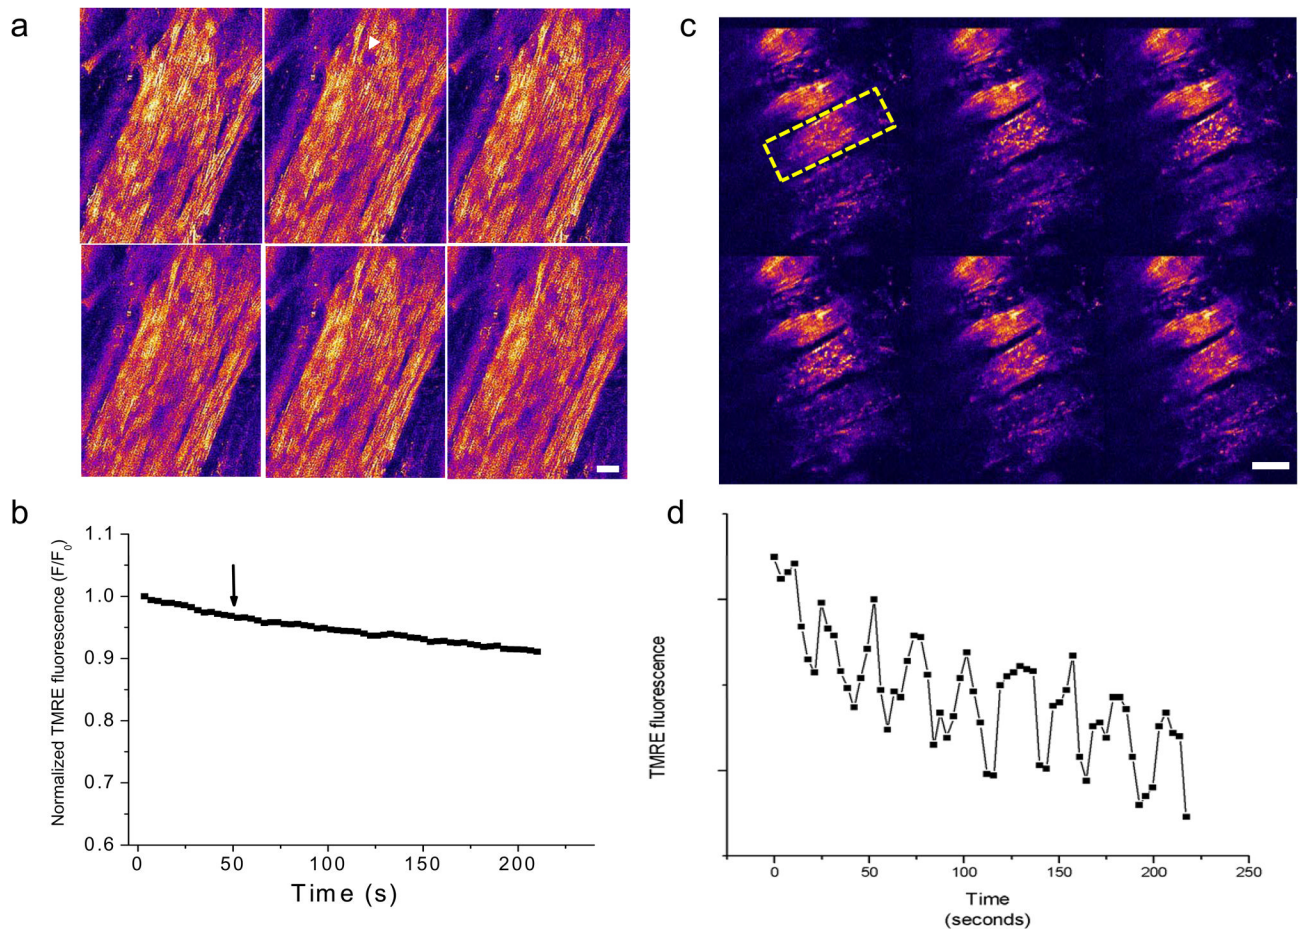 a
c
b
Normalized TMRE fluorescence (F/F0)
1.1
1.0
0.9
0.8
0.7
0.6
0 50 100 150 200
Time (s)
d
TMRE fluorescence
0 50 100 150 200 250
Time
(seconds)